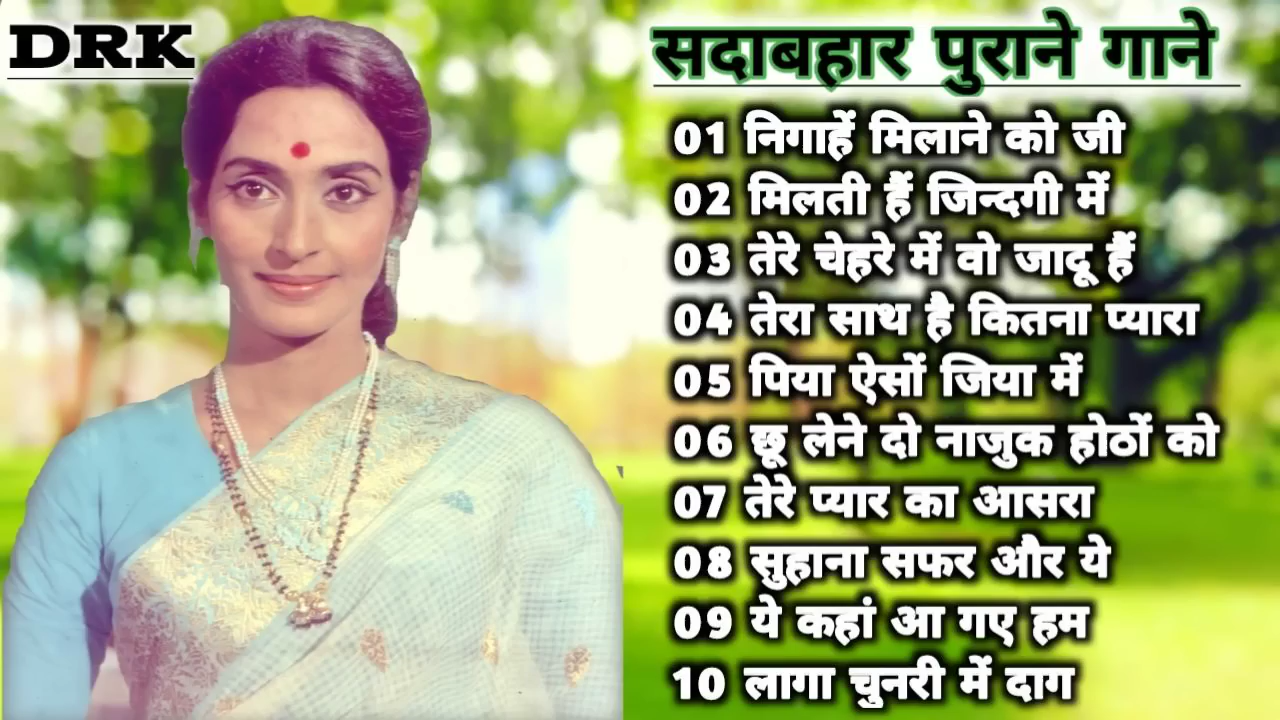 DRK
सदाबहार पुराने गाने
01 निगाहें मिलाने को जी
02 मिलती हैं जिन्दगी में
03 तेरे चेहरे में वो जादू हैं
04 तेरा साथ है कितना प्यारा
05 पिया ऐसों जिया में
06 छू लेने दो नाजुक होठों को
07 तेरे प्यार का आसरा
08 सुहाना सफर और ये
09 ये कहां आ गए हम
10 लागा चुनरी में दाग